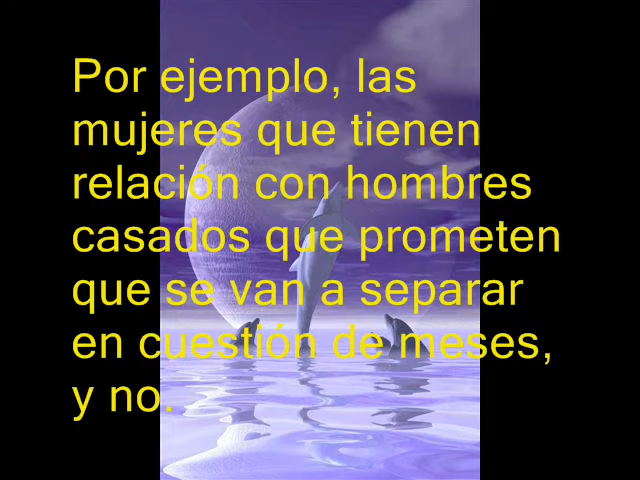 Por ejemplo, las
mujeres que tienen
relación con hombres
casados que prometen
que se van a separar
en cuestión de meses,
y no.